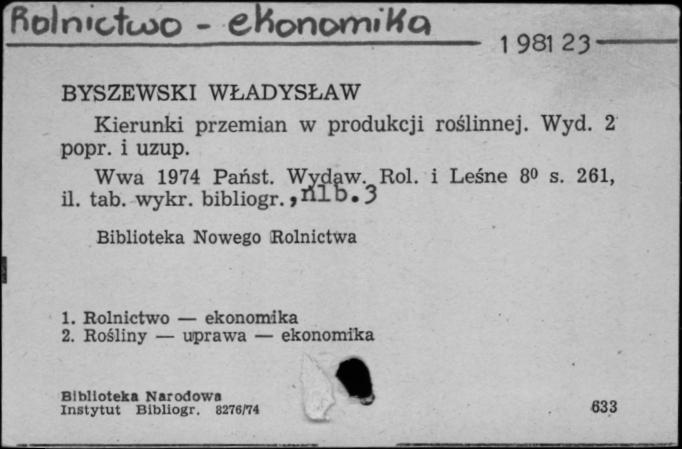 Rolnictwo - ekonomika
1981 23
BYSZEWSKI WŁADYSŁAW
Kierunki przemian w produkcji roślinnej. Wyd. 2
popr. i uzup.
Wwa 1974 Państ. Wydaw. Rol. i Leśne 8⁰ s. 261,
il. tab. wykr. bibliogr. , nlb. 3
Biblioteka Nowego Rolnictwa
1. Rolnictwo — ekonomika
2. Rośliny — uprawa — ekonomika
Biblioteka Narodowa
Instytut Bibliogr. 8276/74
633